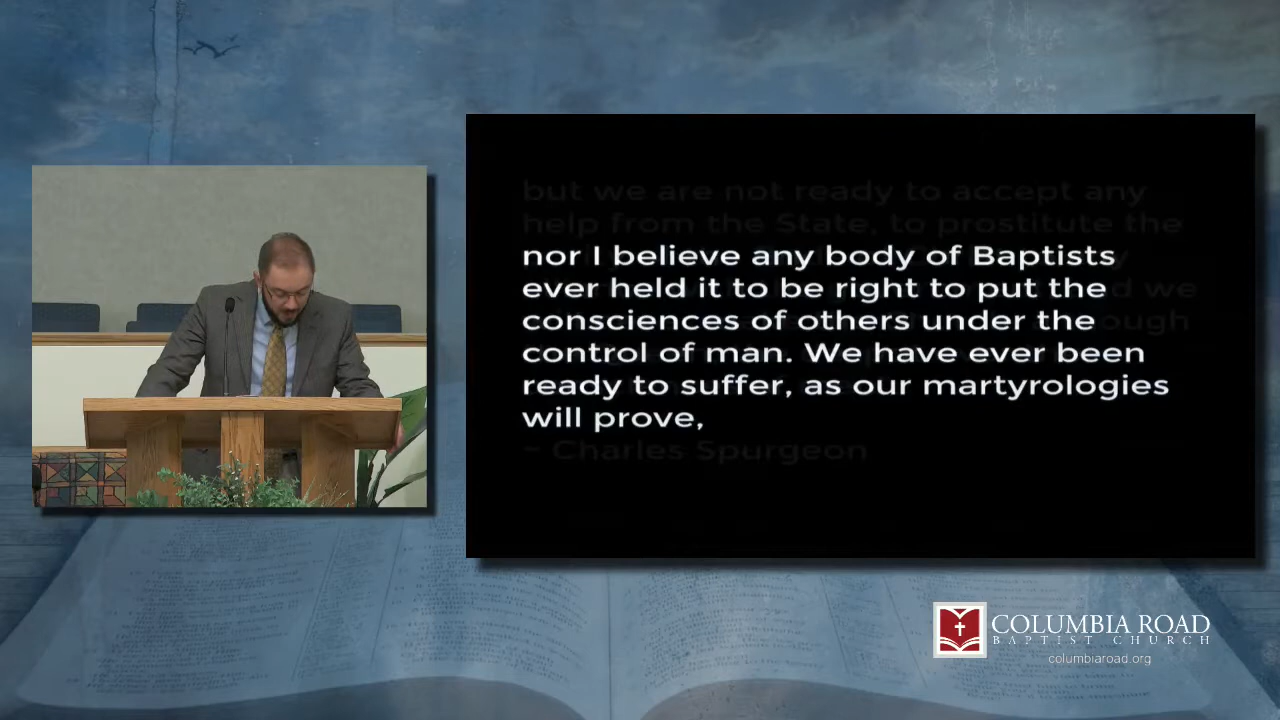 but we are not ready to accept any
help from the State, to prostitute the
nor I believe any body of Baptists
ever held it to be right to put the
consciences of others under the
control of man. We have ever been
ready to suffer, as our martyrologies
will prove,
~ Charles Spurgeon
COLUMBIA ROAD
BAPTIST CHURCH
columbiaroad.org